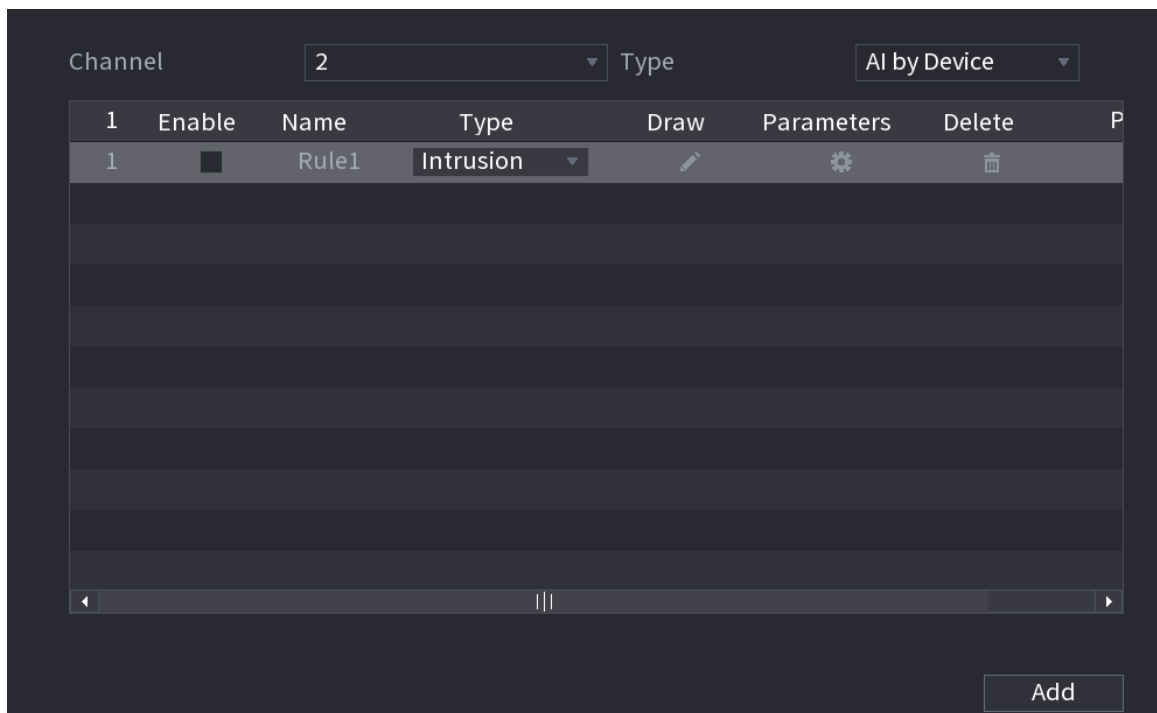 Channel 2 Type AI by Device
1 Enable Name Type Draw Parameters Delete P
1 Rule1 Intrusion
Add